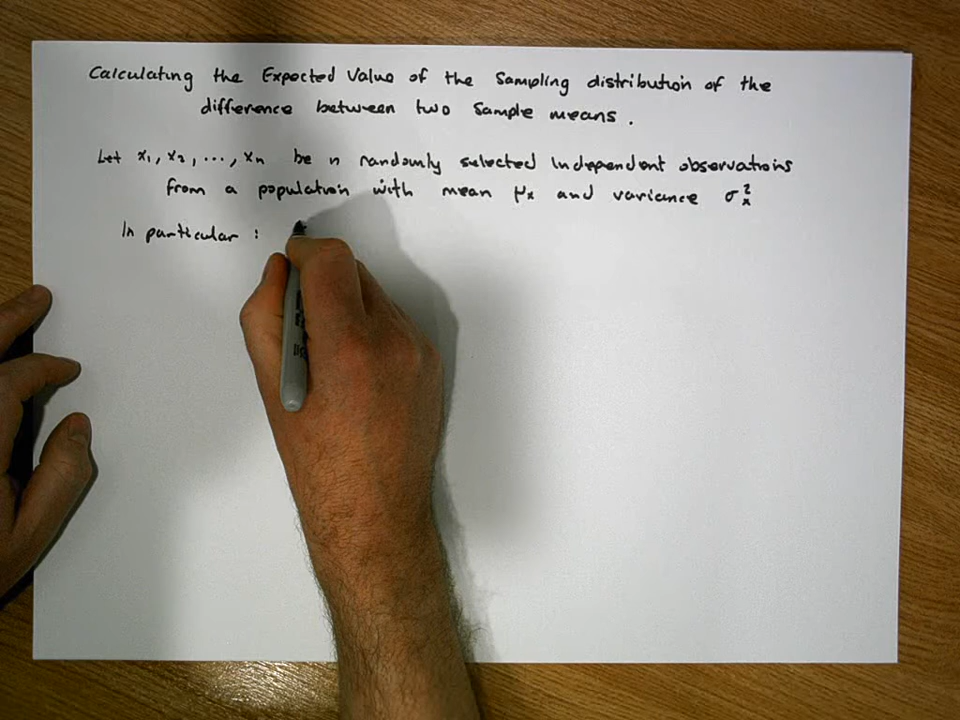 Calculating the Expected Value of the Sampling distribution of the
difference between two Sample means.
Let x₁, x₂, ..., xₙ be n randomly selected Independent observations
from a population with mean μₓ and variance σₓ²
In particular :